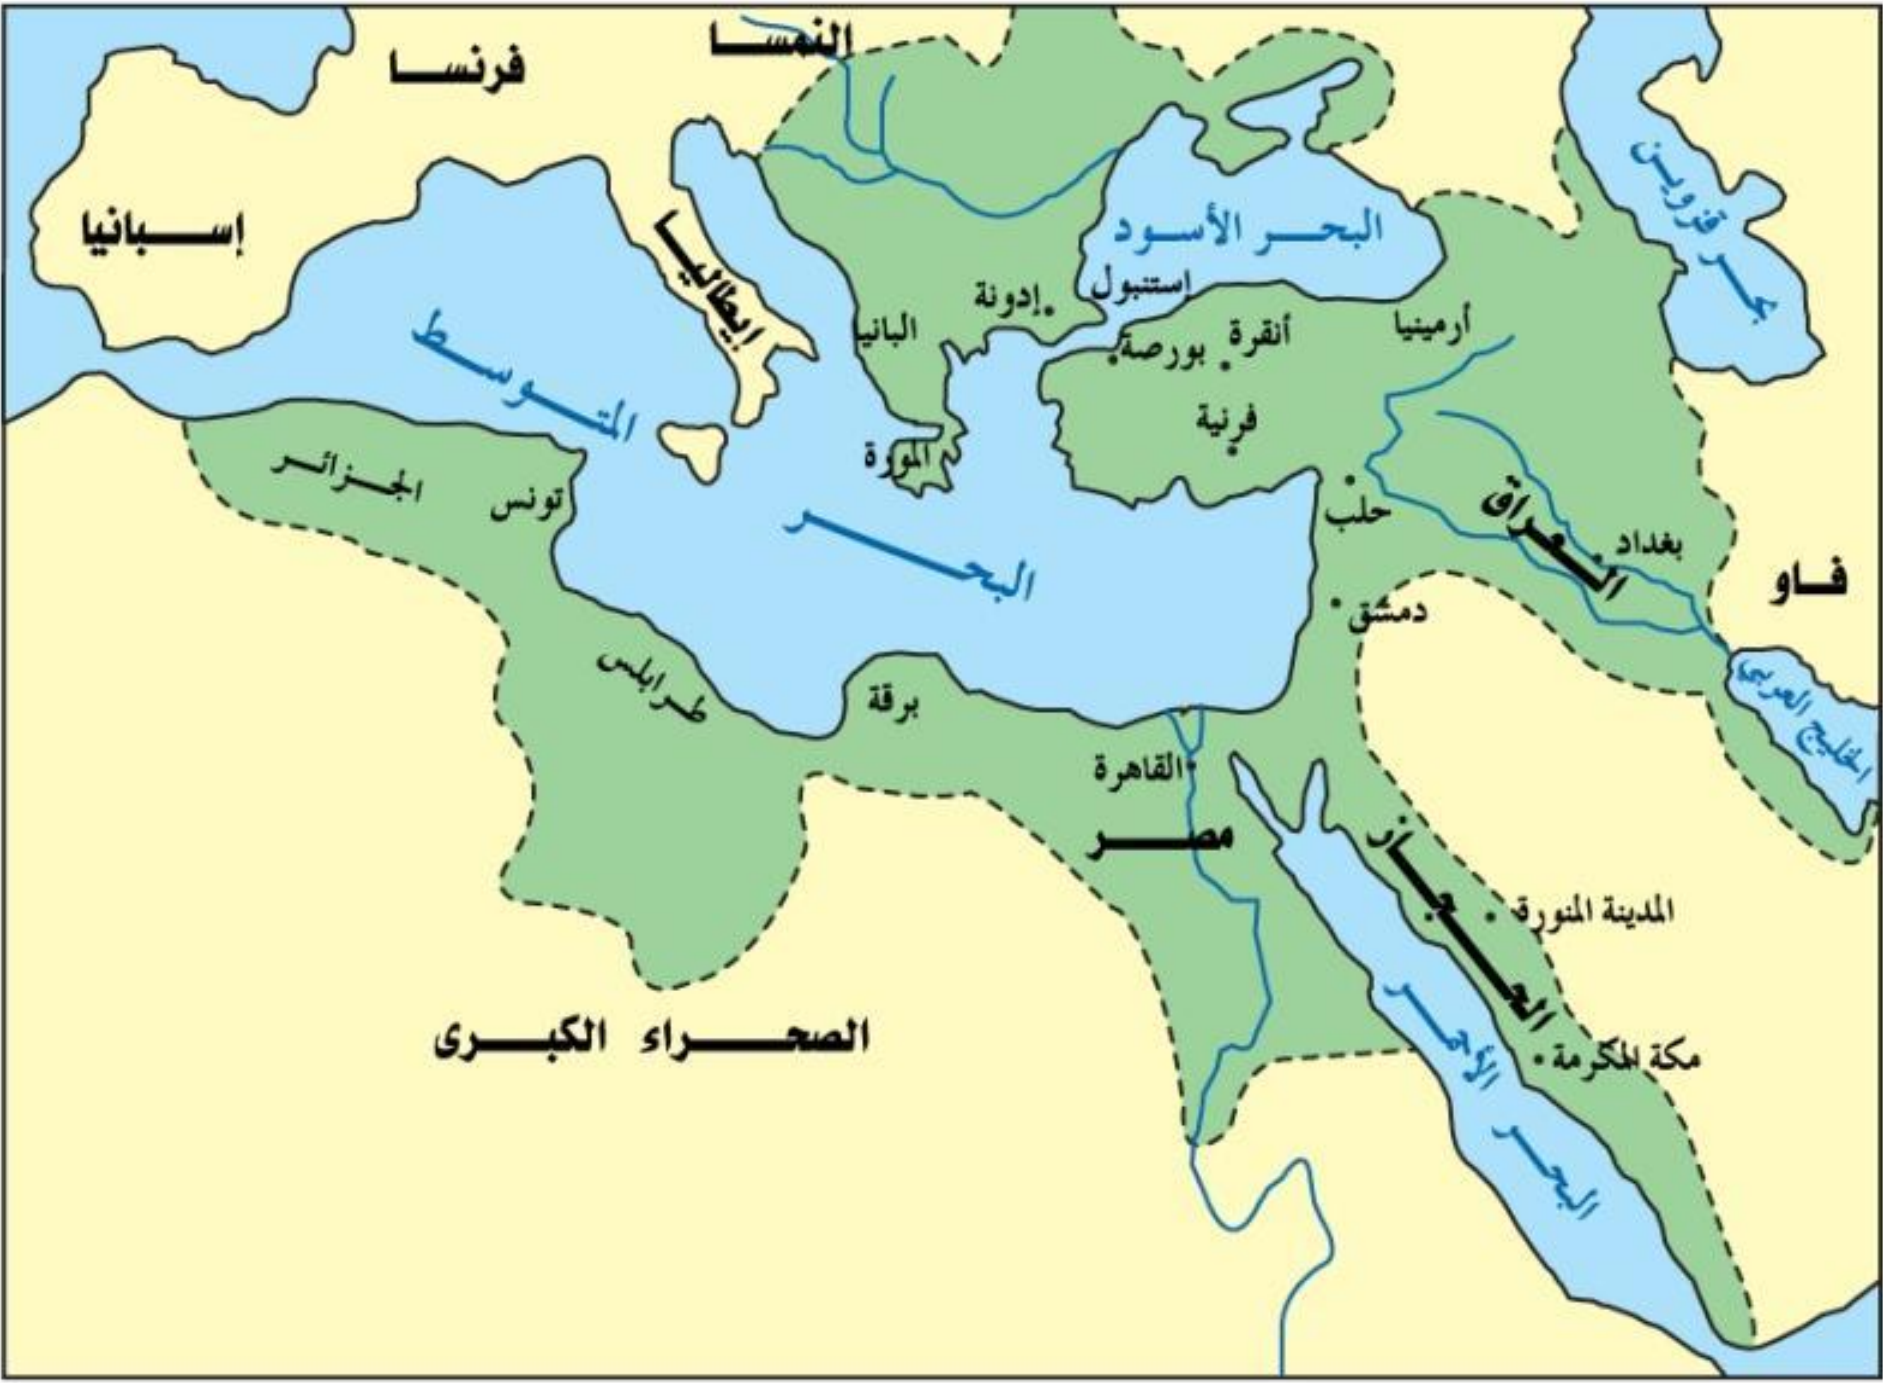 النمسا
فرنسا
إسبانيا
إيطاليا
البحر الأسود
بحر قزوين
إستنبول
إدونة
البانيا
أنقرة
بورصة
أرمينيا
فرنية
المورة
المتوسط
البحر
الجزائر
تونس
طرابلس
برقة
حلب
العراق
بغداد
دمشق
فاو
الخليج العربي
القاهرة
مصر
الحجاز
المدينة المنورة
مكة المكرمة
البحر الأحمر
الصحراء الكبرى